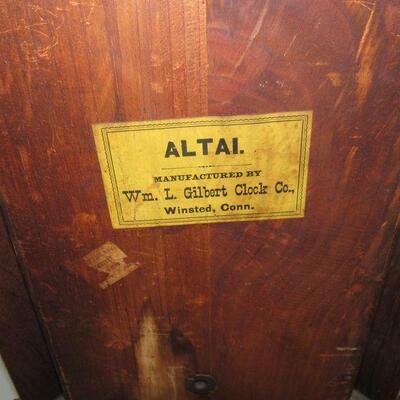 ALTAI.
MANUFACTURED BY
Wm. L. Gilbert Clock Co.,
Winsted, Conn.